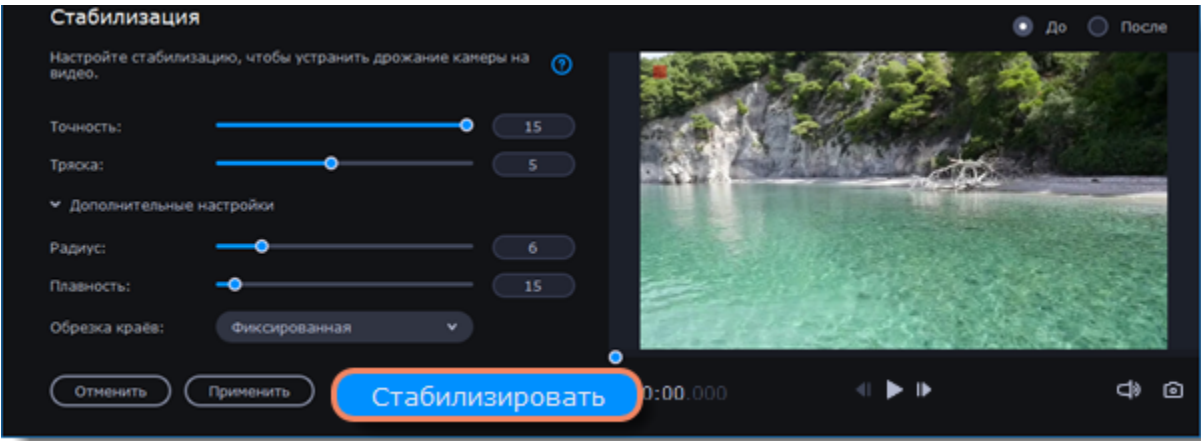 Стабилизация
До
После
Настройте стабилизацию, чтобы устранить дрожание камеры на
видео.
?
Точность:
15
Тряска:
5
Дополнительные настройки
Радиус:
6
Плавность:
15
Обрезка краёв:
Фиксированная
Отменить
Применить
Стабилизировать
0:00.000